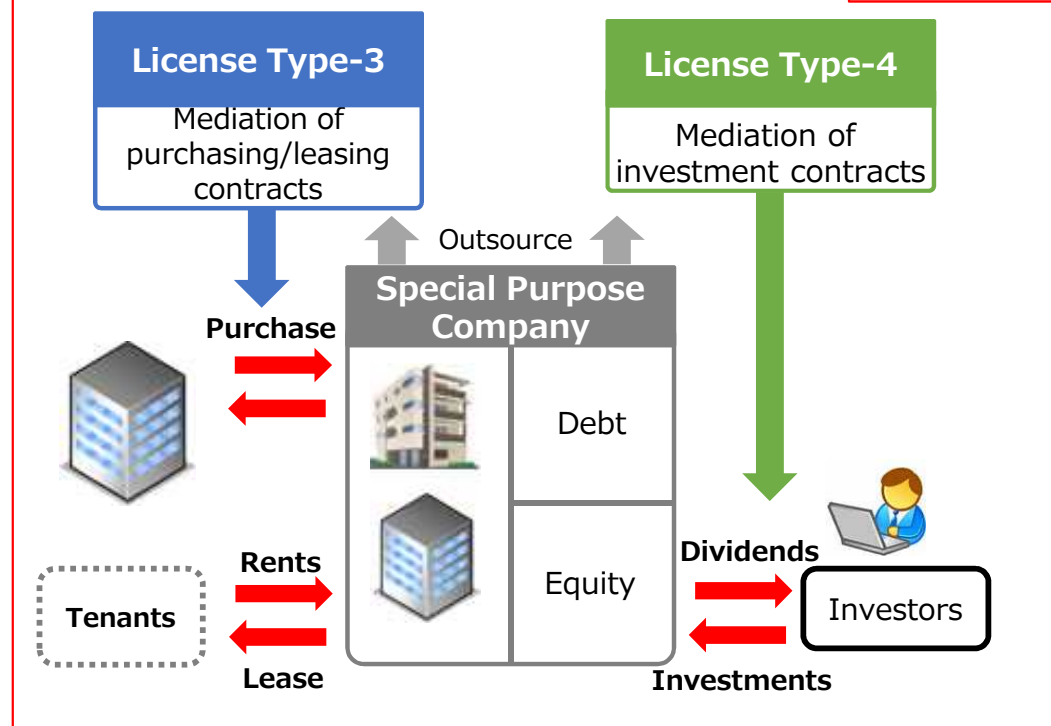 License Type-3
Mediation of
purchasing/leasing
contracts
License Type-4
Mediation of
investment contracts
Outsource
Special Purpose
Company
Purchase
Debt
Equity
Rents
Tenants
Lease
Dividends
Investors
Investments